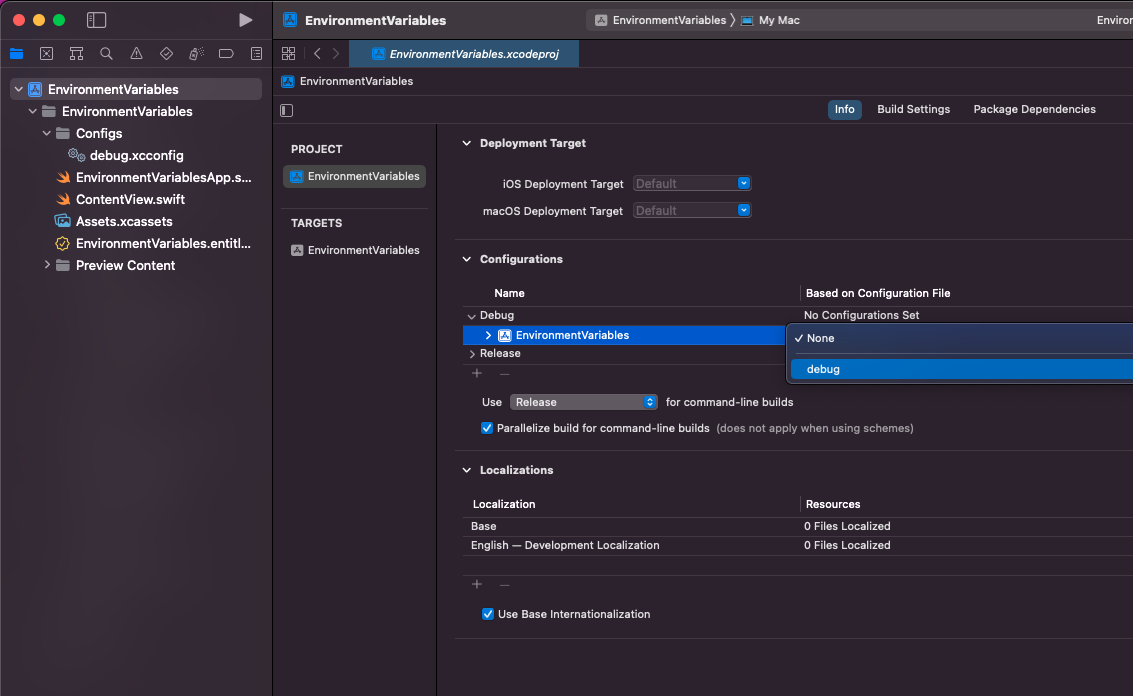 EnvironmentVariables
EnvironmentVariables
My Mac
Environ
EnvironmentVariables.xcodeproj
EnvironmentVariables
Info
Build Settings
Package Dependencies
EnvironmentVariables
EnvironmentVariables
Configs
debug.xcconfig
EnvironmentVariablesApp.s...
ContentView.swift
Assets.xcassets
EnvironmentVariables.entitl...
Preview Content
PROJECT
EnvironmentVariables
TARGETS
EnvironmentVariables
Deployment Target
iOS Deployment Target Default
macOS Deployment Target Default
Configurations
Name Based on Configuration File
Debug No Configurations Set
EnvironmentVariables
None
Release
debug
Use Release for command-line builds
Parallelize build for command-line builds (does not apply when using schemes)
Localizations
Localization Resources
Base 0 Files Localized
English — Development Localization 0 Files Localized
Use Base Internationalization